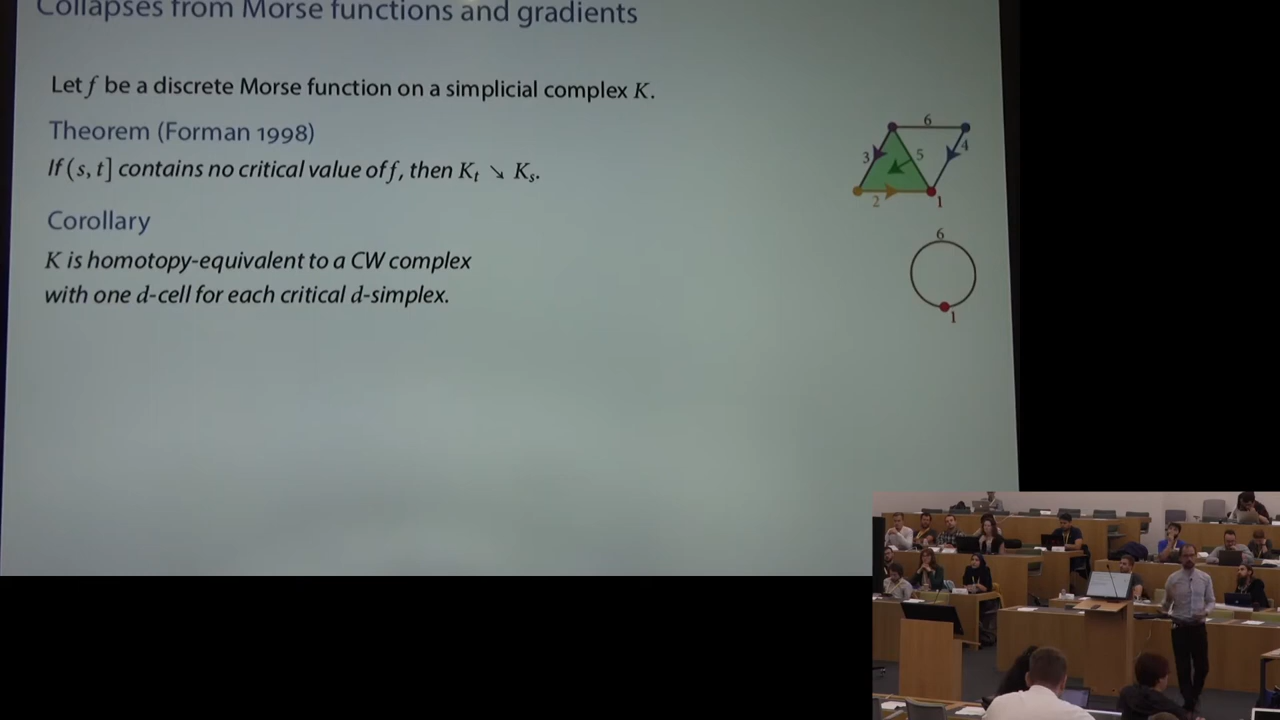 Collapses from Morse functions and gradients
Let f be a discrete Morse function on a simplicial complex K.
Theorem (Forman 1998)
If (s, t] contains no critical value of f, then Kₜ ↘ Kₛ.
Corollary
K is homotopy-equivalent to a CW complex
with one d-cell for each critical d-simplex.
6
3
5
4
2
1
6
1